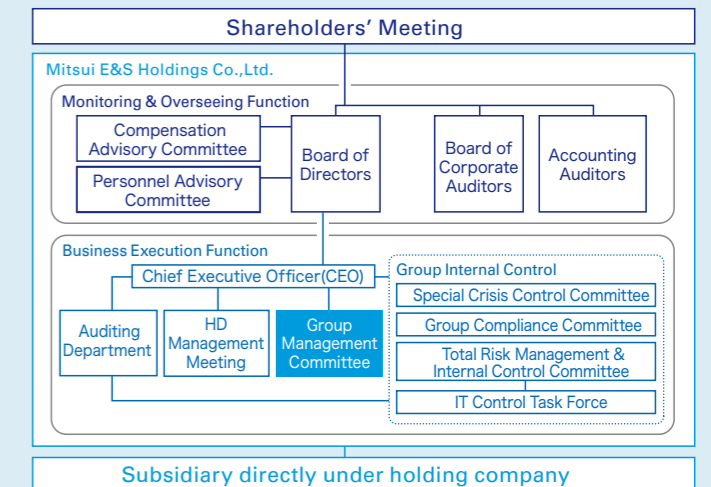 Shareholders' Meeting
Mitsui E&S Holdings Co.,Ltd.
Monitoring & Overseeing Function
Compensation
Advisory Committee
Personnel Advisory
Committee
Board of
Directors
Board of
Corporate
Auditors
Accounting
Auditors
Business Execution Function
Chief Executive Officer(CEO)
Auditing
Department
HD
Management
Meeting
Group
Management
Committee
Group Internal Control
Special Crisis Control Committee
Group Compliance Committee
Total Risk Management &
Internal Control Committee
IT Control Task Force
Subsidiary directly under holding company